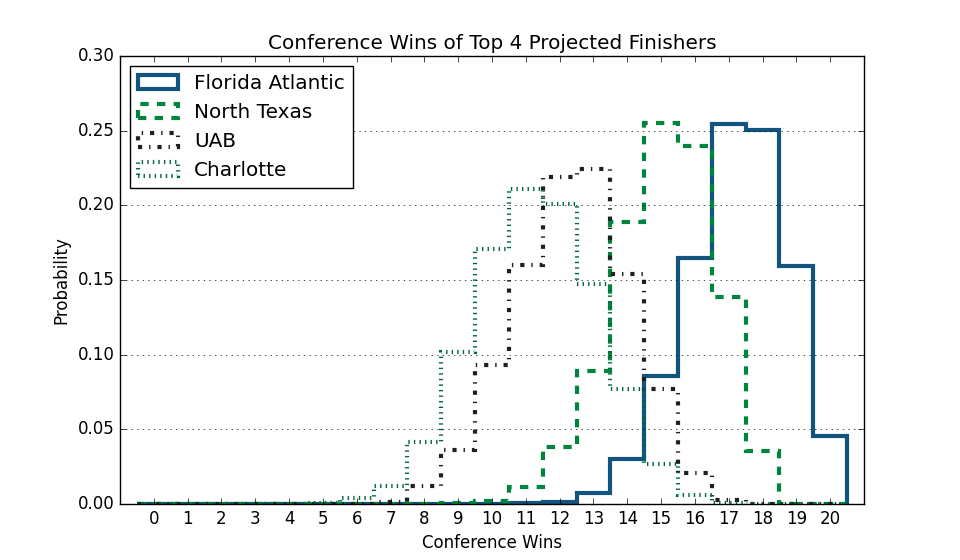 Conference Wins of Top 4 Projected Finishers
0.30
0.25
0.20
0.15
0.10
0.05
0.00
Probability
Florida Atlantic
North Texas
UAB
Charlotte
0 1 2 3 4 5 6 7 8 9 10 11 12 13 14 15 16 17 18 19 20
Conference Wins